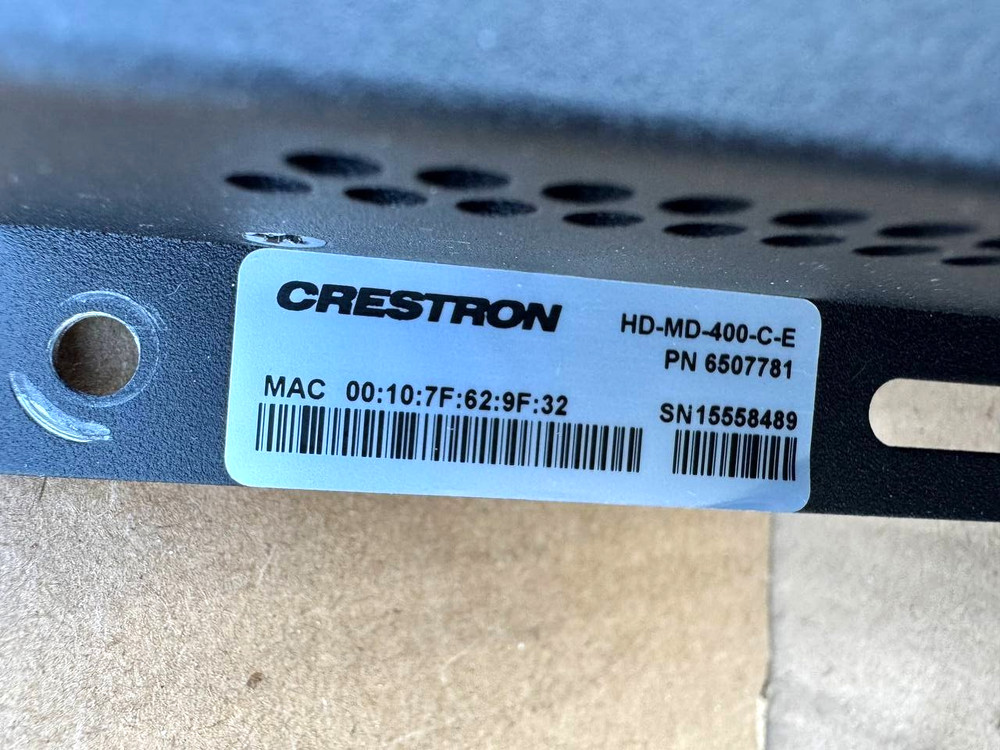 CRESTRON
HD-MD-400-C-E
PN 6507781
MAC 00:10:7F:62:9F:32
SN15558489